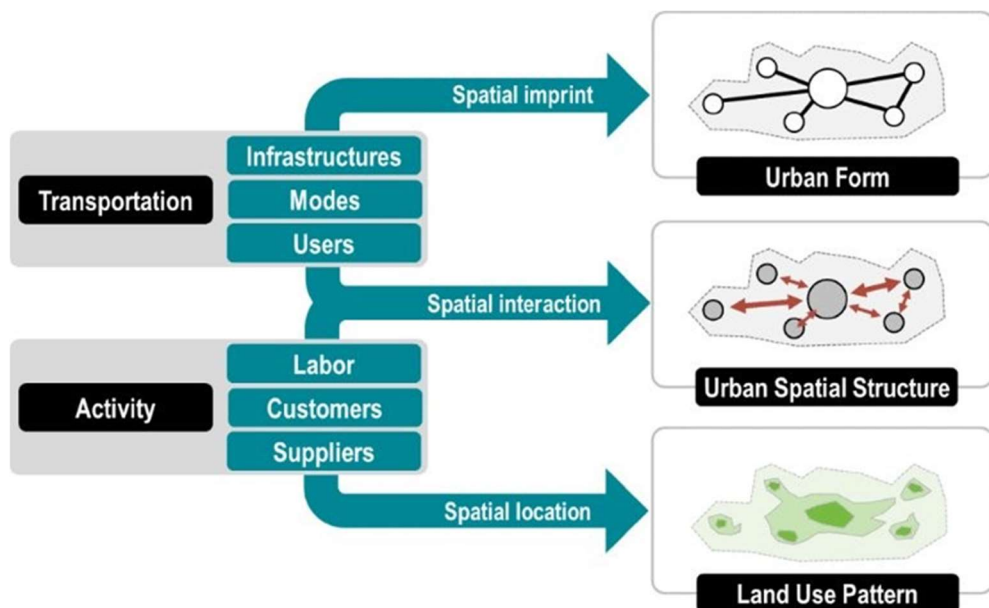 Spatial imprint
Urban Form
Transportation
Infrastructures
Modes
Users
Spatial interaction
Urban Spatial Structure
Activity
Labor
Customers
Suppliers
Spatial location
Land Use Pattern